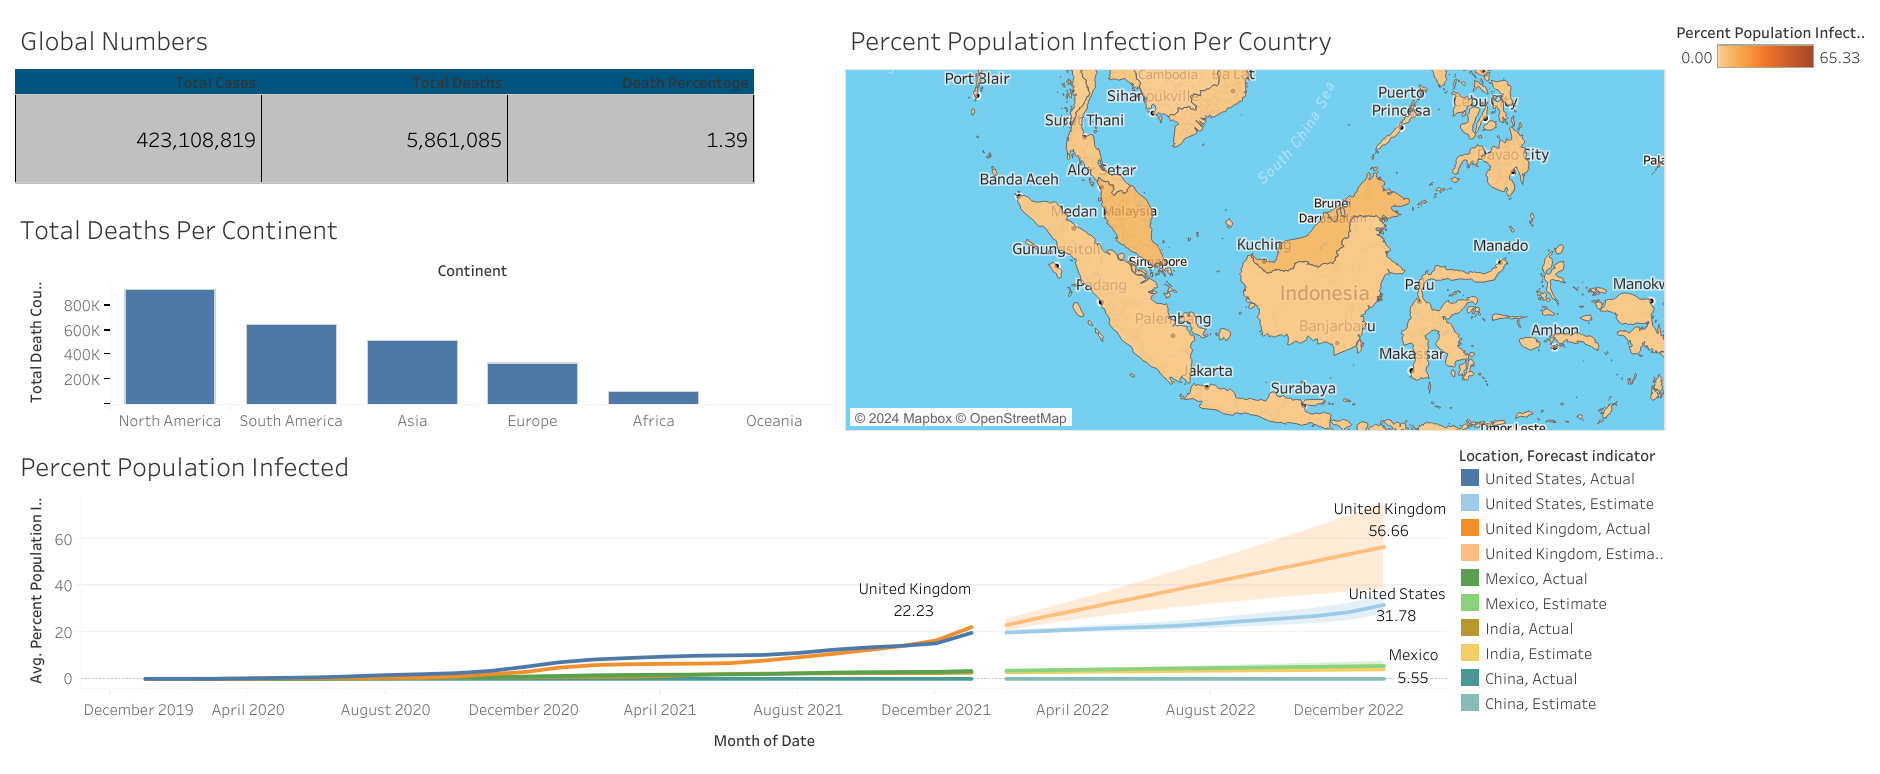 Global Numbers
Total Cases
Total Deaths
Death Percentage
423,108,819
5,861,085
1.39
Total Deaths Per Continent
Continent
Total Death Cou..
800K
600K
400K
200K
North America
South America
Asia
Europe
Africa
Oceania
Percent Population Infection Per Country
Port Blair
Cambodia
Da Lat
Sihanoukville
Puerto
Princesa
Cebu City
Surat Thani
South China Sea
Davao City
Pala
Alor Setar
Banda Aceh
Medan
Malaysia
Brunei
Darussalam
Gunungsitoli
Kuching
Manado
Singapore
Padang
Indonesia
Palu
Manokw
Palembang
Banjarbaru
Ambon
Makassar
Jakarta
Surabaya
Timor-Leste
© 2024 Mapbox © OpenStreetMap
Percent Population Infect..
0.00
65.33
Percent Population Infected
Avg. Percent Population I..
60
40
20
0
United Kingdom
22.23
United Kingdom
56.66
United States
31.78
Mexico
5.55
December 2019
April 2020
August 2020
December 2020
April 2021
August 2021
December 2021
April 2022
August 2022
December 2022
Month of Date
Location, Forecast indicator
United States, Actual
United States, Estimate
United Kingdom, Actual
United Kingdom, Estima..
Mexico, Actual
Mexico, Estimate
India, Actual
India, Estimate
China, Actual
China, Estimate